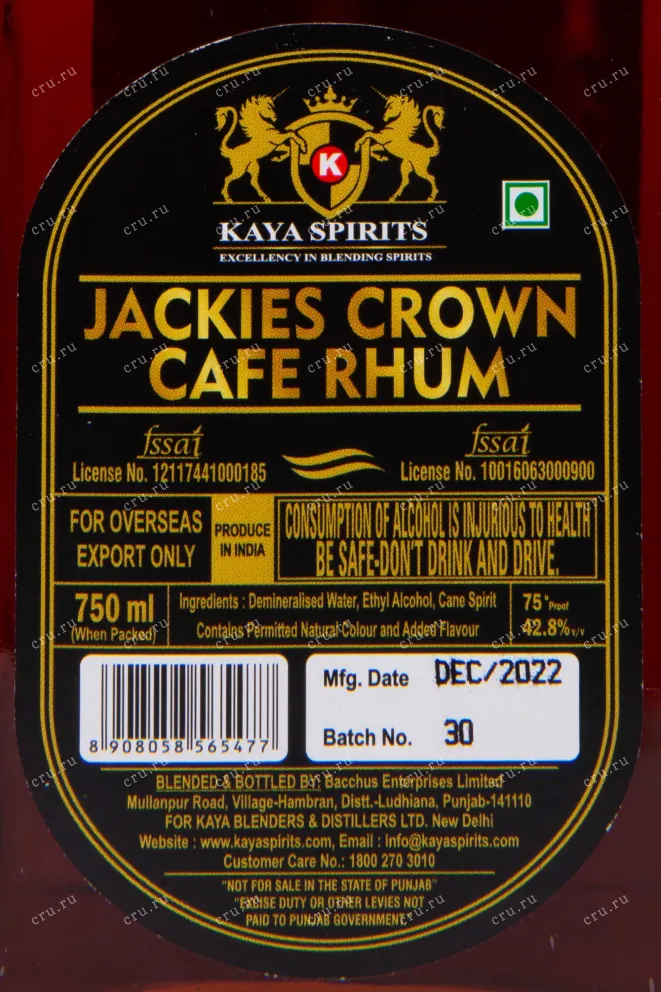 K
KAYA SPIRITS
EXCELLENCY IN BLENDING SPIRITS
JACKIES CROWN
CAFE RHUM
fssai
License No. 12117441000185
fssai
License No. 10016063000900
FOR OVERSEAS
EXPORT ONLY
PRODUCE
IN INDIA
CONSUMPTION OF ALCOHOL IS INJURIOUS TO HEALTH
BE SAFE-DON'T DRINK AND DRIVE.
750 ml
(When Packed)
Ingredients : Demineralised Water, Ethyl Alcohol, Cane Spirit
Contains Permitted Natural Colour and Added Flavour
75° Proof
42.8% v/v
8 908058 565477
Mfg. Date DEC/2022
Batch No. 30
BLENDED & BOTTLED BY: Bacchus Enterprises Limited
Mullanpur Road, Village-Hambran, Distt.-Ludhiana, Punjab-141110
FOR KAYA BLENDERS & DISTILLERS LTD. New Delhi
Website : www.kayaspirits.com, Email : info@kayaspirits.com
Customer Care No.: 1800 270 3010
"NOT FOR SALE IN THE STATE OF PUNJAB"
"EXCISE DUTY OR OTHER LEVIES NOT
PAID TO PUNJAB GOVERNMENT."
cru.ru